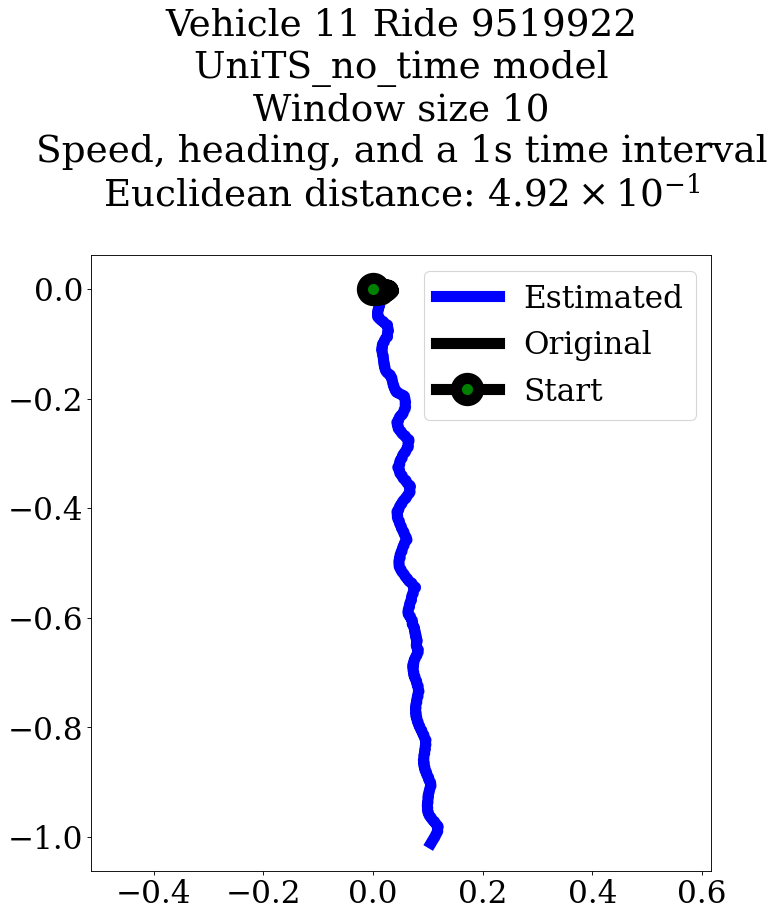 Vehicle 11 Ride 9519922
UniTS_no_time model
Window size 10
Speed, heading, and a 1s time interval
Euclidean distance: 4.92 × 10⁻¹
Estimated
Original
Start
0.0
−0.2
−0.4
−0.6
−0.8
−1.0
−0.4 −0.2 0.0 0.2 0.4 0.6